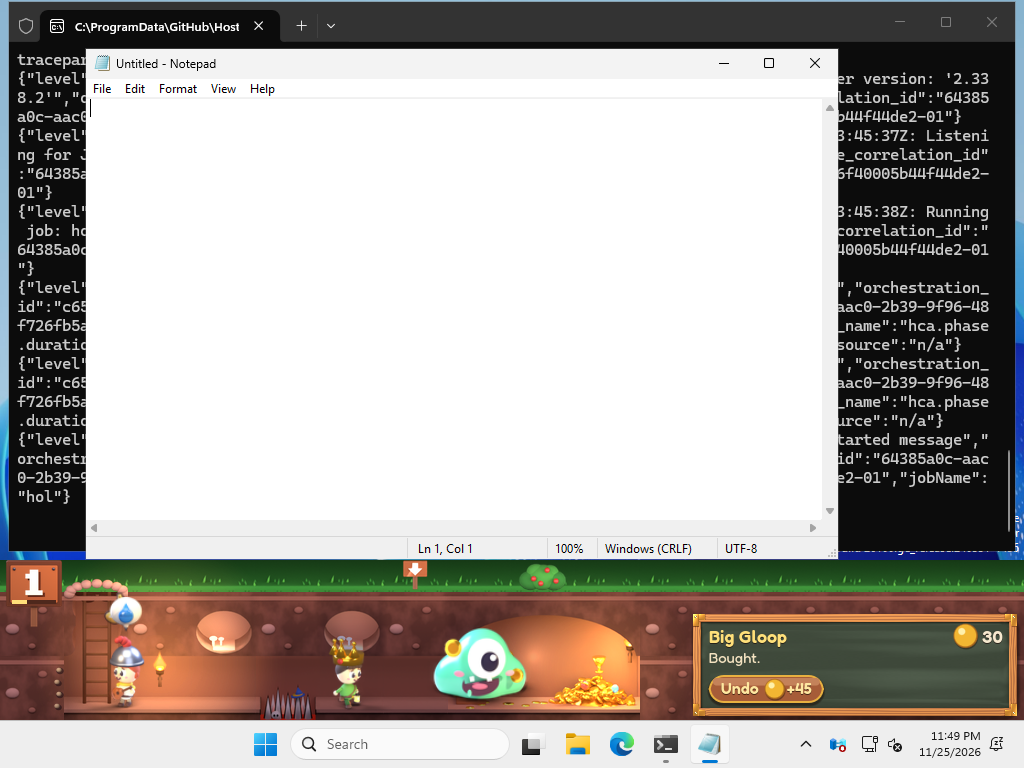 C:\ProgramData\GitHub\Host
Untitled - Notepad
File Edit Format View Help
{"level"
er version: '2.33
8.2'","
lation_id":"64385
a0c-aac0
b44f44de2-01"}
{"level"
3:45:37Z: Listeni
ng for J
e_correlation_id"
:"64385a
6f40005b44f44de2-
01"}
{"level"
3:45:38Z: Running
job: ho
correlation_id":"
64385a0c
40005b44f44de2-01
"}
{"level"
","orchestration_
id":"c65
aac0-2b39-9f96-48
f726fb5a
_name":"hca.phase
.duratio
source":"n/a"}
{"level"
","orchestration_
id":"c65
aac0-2b39-9f96-48
f726fb5a
_name":"hca.phase
.duratio
urce":"n/a"}
{"level"
tarted message","
orchestr
id":"64385a0c-aac
0-2b39-9
e2-01","jobName":
"hol"}
Ln 1, Col 1
100%
Windows (CRLF)
UTF-8
1
Big Gloop
30
Bought.
Undo +45
Search
11:49 PM
11/25/2026